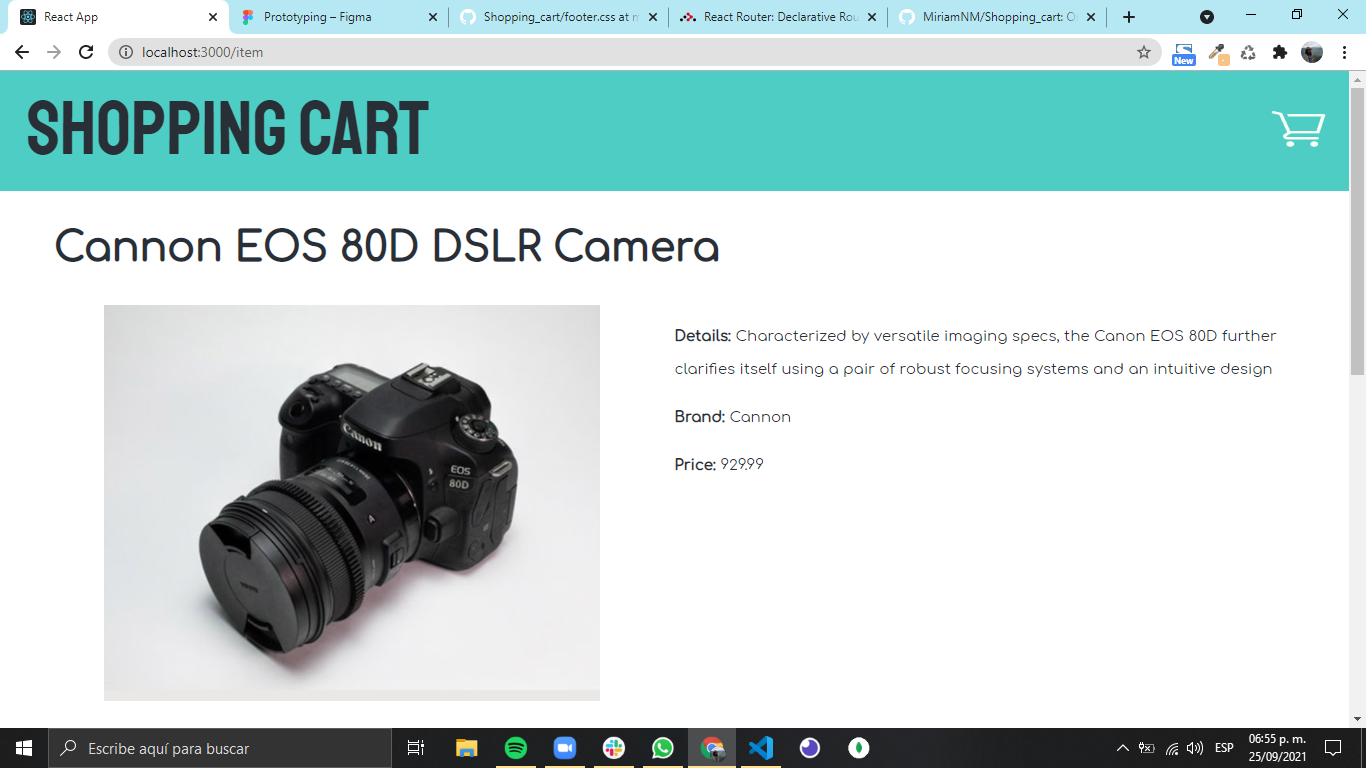 React App
Prototyping – Figma
Shopping_cart/footer.css at m
React Router: Declarative Rou
MiriamNM/Shopping_cart: O
localhost:3000/item
New
SHOPPING CART
Cannon EOS 80D DSLR Camera
Canon
EOS
80D
A
Details: Characterized by versatile imaging specs, the Canon EOS 80D further
clarifies itself using a pair of robust focusing systems and an intuitive design
Brand: Cannon
Price: 929.99
Escribe aquí para buscar
ESP
06:55 p. m.
25/09/2021